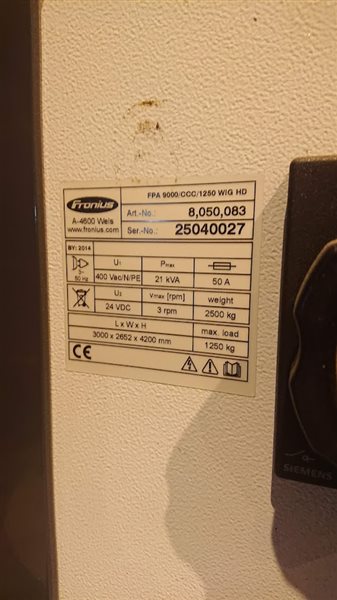 Fronius
A-4600 Wels
www.fronius.com
FPA 9000/CCC/1250 WIG HD
Art.-No.: 8,050,083
Ser.-No.: 25040027
BY: 2014
50 Hz
U1
400 Vac/N/PE
Pmax
21 kVA
50 A
U2
24 VDC
Vmax [rpm]
3 rpm
weight
2500 kg
L x W x H
3000 x 2652 x 4200 mm
max. load
1250 kg
CE
SIEMENS